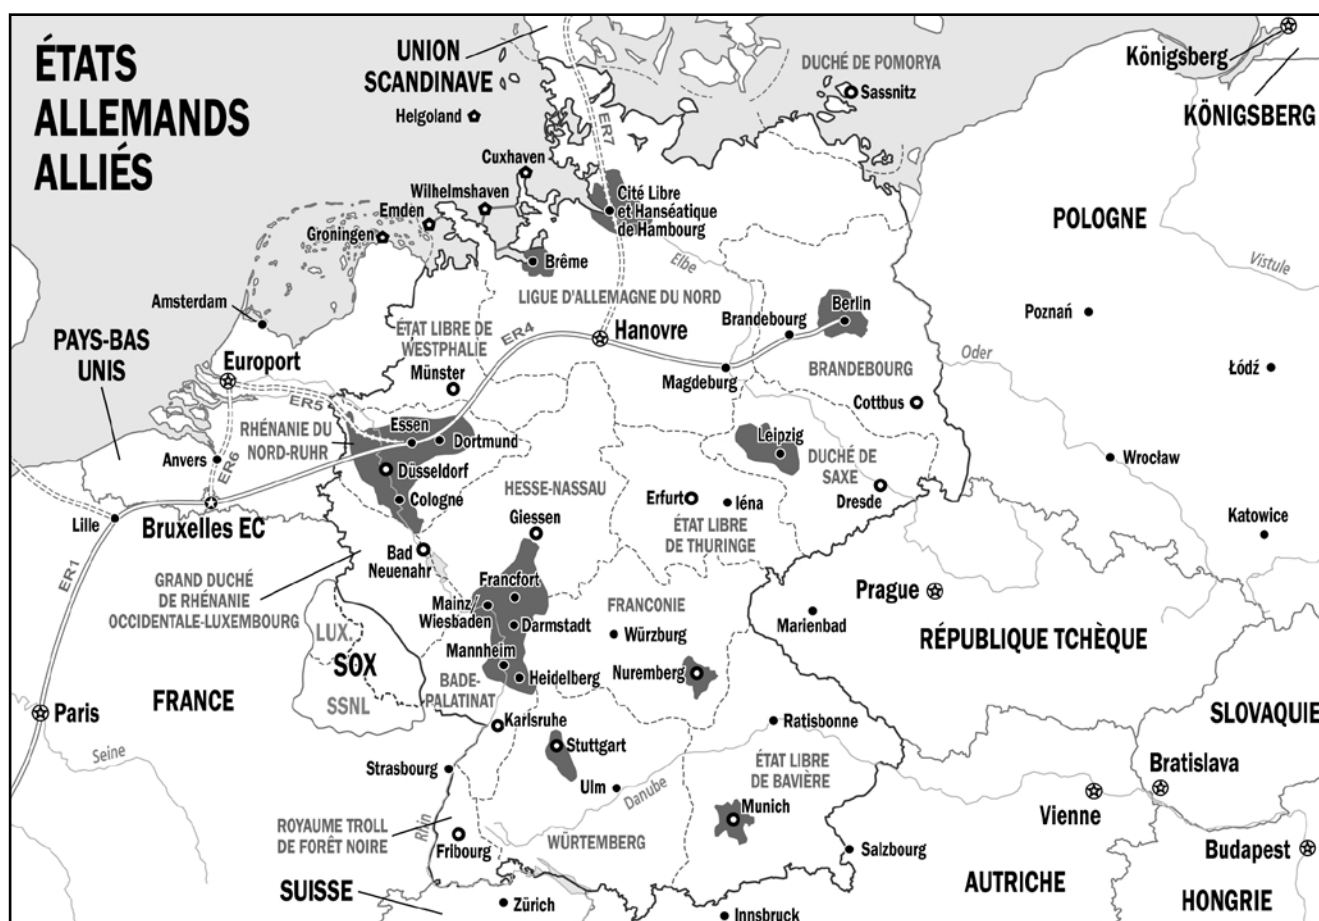 ÉTATS
ALLEMANDS
ALLIÉS
UNION
SCANDINAVE
DUCHÉ DE POMORYA
Sassnitz
Königsberg
KÖNIGSBERG
Helgoland
ER7
Cuxhaven
Wilhelmshaven
Emden
Groningen
Cité Libre
et Hanséatique
de Hambourg
Brême
Elbe
POLOGNE
Vistule
Amsterdam
LIGUE D'ALLEMAGNE DU NORD
Berlin
Poznań
PAYS-BAS
UNIS
Europort
ÉTAT LIBRE DE
WESTPHALIE
ER4
Hanovre
Brandebourg
Oder
Łódź
Münster
Magdeburg
BRANDEBOURG
ER5
Cottbus
RHÉNANIE DU
NORD-RUHR
Essen
Dortmund
Leipzig
Anvers
ER6
Düsseldorf
DUCHÉ DE
SAXE
Wrocław
Cologne
HESSE-NASSAU
Erfurt
Iéna
Dresde
Lille
Bruxelles EC
Giessen
ÉTAT LIBRE
DE THURINGE
Katowice
ER1
Bad
Neuenahr
GRAND DUCHÉ
DE RHÉNANIE
OCCIDENTALE-LUXEMBOURG
Francfort
Mainz/
Wiesbaden
FRANCONIE
Prague
Darmstadt
Würzburg
Marienbad
RÉPUBLIQUE TCHÈQUE
LUX.
SOX
Mannheim
Heidelberg
BADE-
PALATINAT
Nuremberg
SSNL
FRANCE
Paris
Karlsruhe
Ratisbonne
SLOVAQUIE
Seine
Stuttgart
Strasbourg
Ulm
Danube
ÉTAT LIBRE
DE BAVIÈRE
Bratislava
Munich
Vienne
ROYAUME TROLL
DE FORÊT NOIRE
Rhin
Fribourg
WÜRTEMBERG
Salzbourg
Budapest
SUISSE
Zürich
Innsbruck
AUTRICHE
HONGRIE